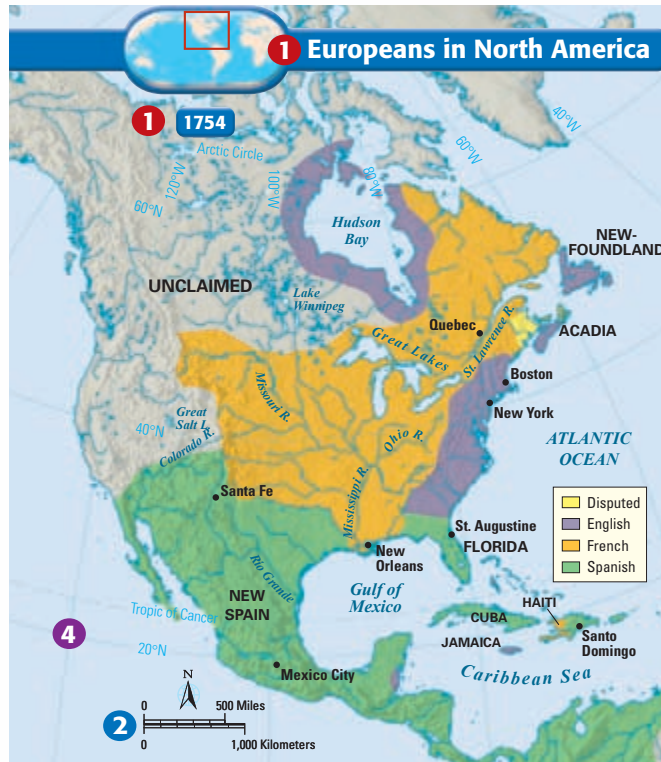 1 Europeans in North America
1 1754
Arctic Circle
40°W
60°W
80°W
100°W
120°W
60°N
Hudson
Bay
NEW-
FOUNDLAND
UNCLAIMED
Lake
Winnipeg
Quebec
St. Lawrence R.
ACADIA
Great Lakes
Boston
Missouri R.
New York
Great
Salt L.
40°N
Colorado R.
Ohio R.
ATLANTIC
OCEAN
Mississippi R.
Santa Fe
Disputed
English
French
Spanish
St. Augustine
FLORIDA
New
Orleans
Rio Grande
Gulf of
Mexico
NEW
SPAIN
Tropic of Cancer
HAITI
CUBA
4
20°N
JAMAICA
Santo
Domingo
Mexico City
Caribbean Sea
N
2
0 500 Miles
0 1,000 Kilometers